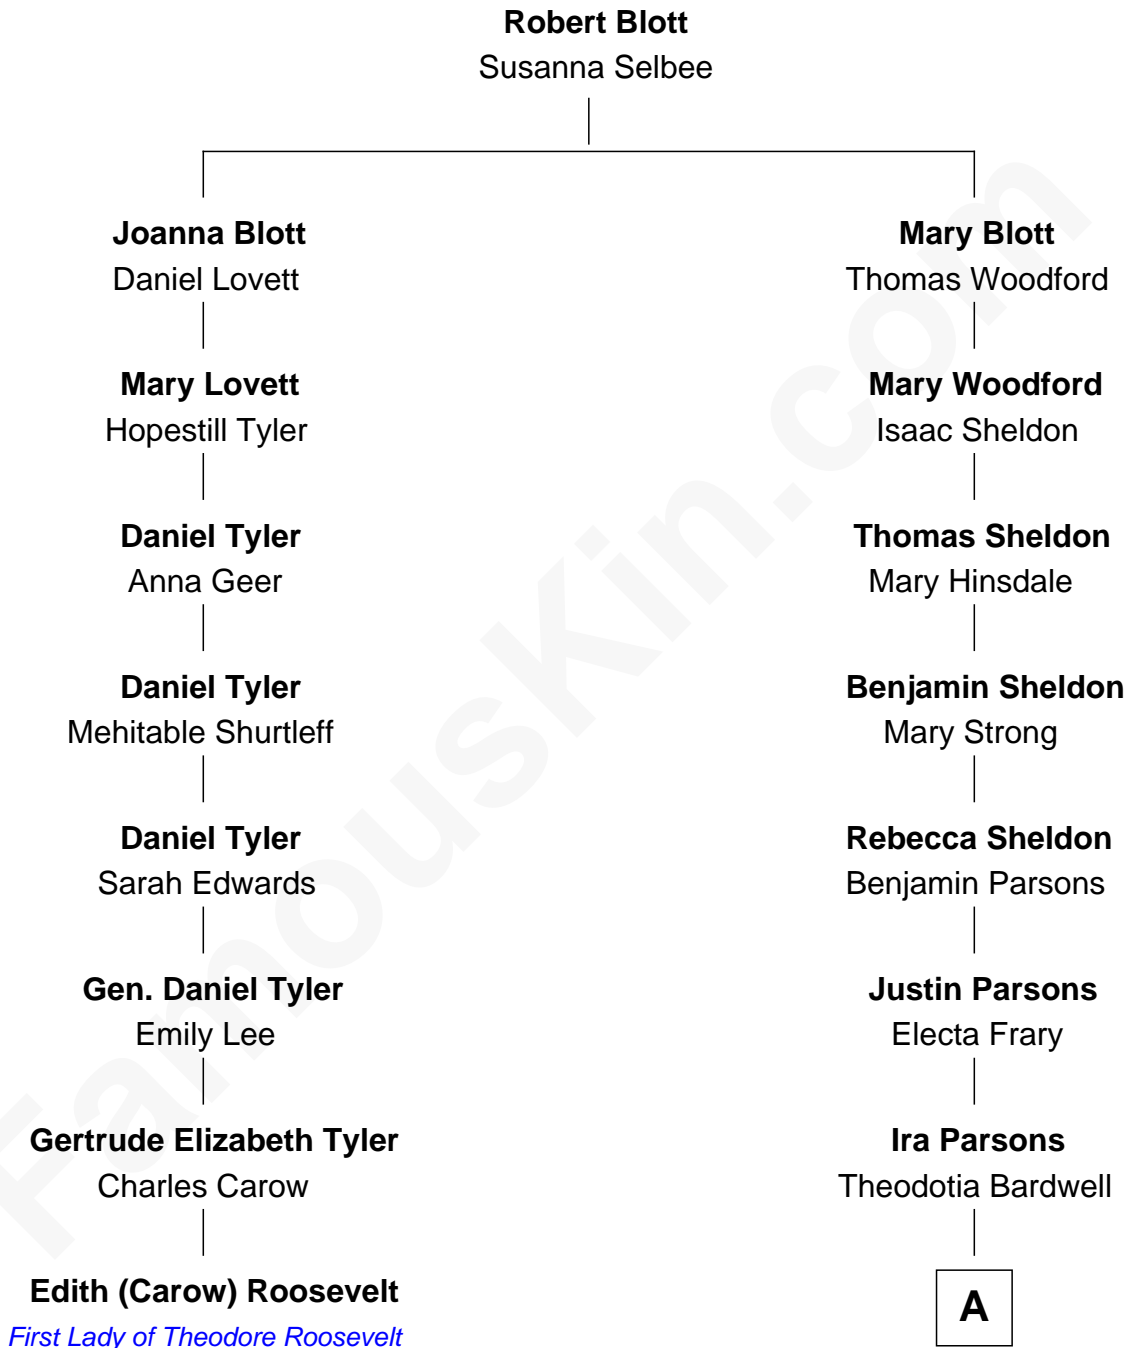 Robert Blott
Susanna Selbee
Joanna Blott
Daniel Lovett
Mary Blott
Thomas Woodford
Mary Lovett
Hopestill Tyler
Mary Woodford
Isaac Sheldon
Daniel Tyler
Anna Geer
Thomas Sheldon
Mary Hinsdale
Daniel Tyler
Mehitable Shurtleff
Benjamin Sheldon
Mary Strong
Daniel Tyler
Sarah Edwards
Rebecca Sheldon
Benjamin Parsons
Gen. Daniel Tyler
Emily Lee
Justin Parsons
Electa Frary
Gertrude Elizabeth Tyler
Charles Carow
Ira Parsons
Theodotia Bardwell
Edith (Carow) Roosevelt
First Lady of Theodore Roosevelt
A
FamousKin.com